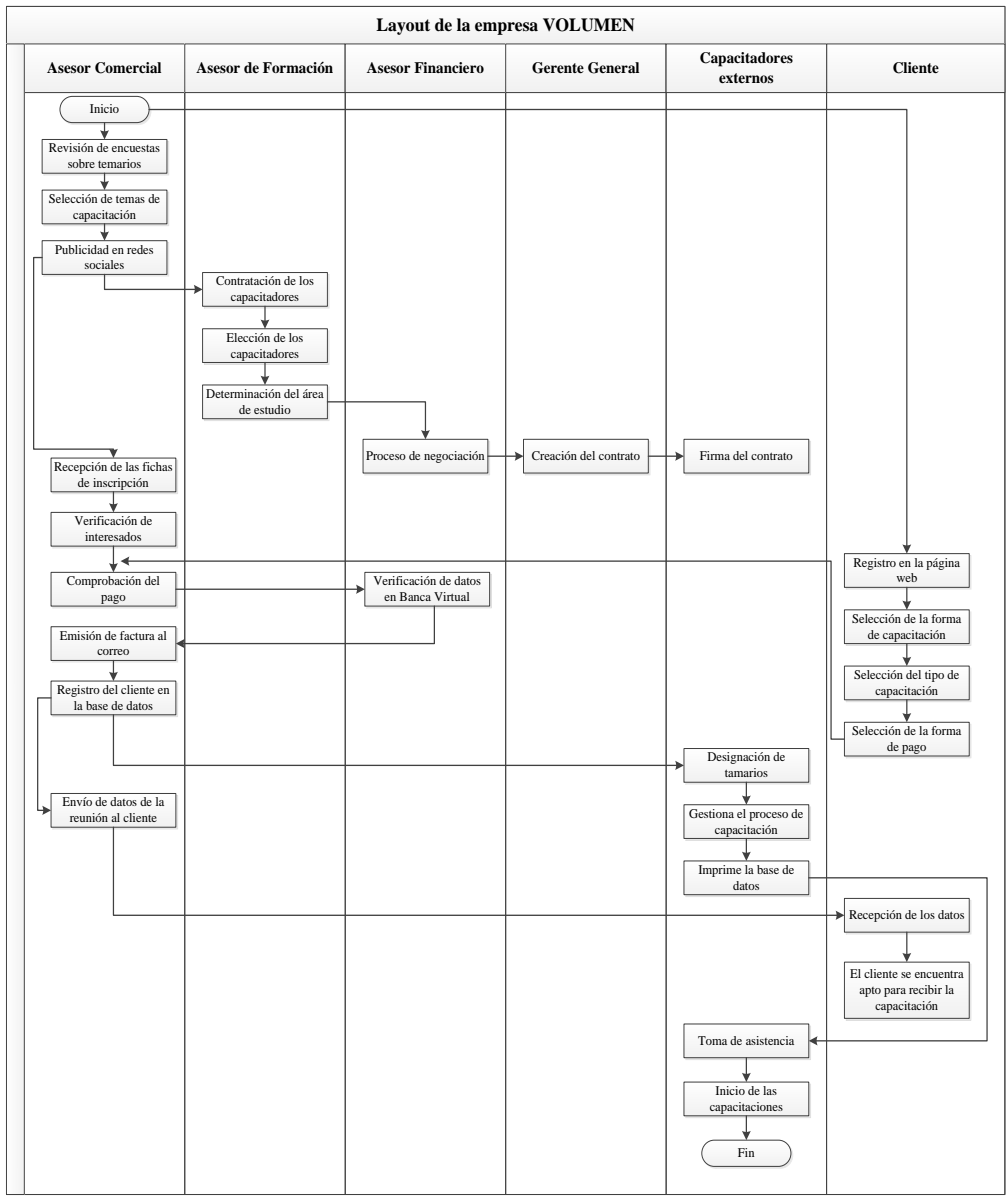 Layout de la empresa VOLUMEN
Asesor Comercial
Asesor de Formación
Asesor Financiero
Gerente General
Capacitadores
externos
Cliente
Inicio
Revisión de encuestas
sobre temarios
Selección de temas de
capacitación
Publicidad en redes
sociales
Contratación de los
capacitadores
Elección de los
capacitadores
Determinación del área
de estudio
Proceso de negociación
Creación del contrato
Firma del contrato
Recepción de las fichas
de inscripción
Verificación de
interesados
Comprobación del
pago
Verificación de datos
en Banca Virtual
Registro en la página
web
Selección de la forma
de capacitación
Selección del tipo de
capacitación
Selección de la forma
de pago
Emisión de factura al
correo
Registro del cliente en
la base de datos
Designación de
tamarios
Envío de datos de la
reunión al cliente
Gestiona el proceso de
capacitación
Imprime la base de
datos
Recepción de los datos
El cliente se encuentra
apto para recibir la
capacitación
Toma de asistencia
Inicio de las
capacitaciones
Fin